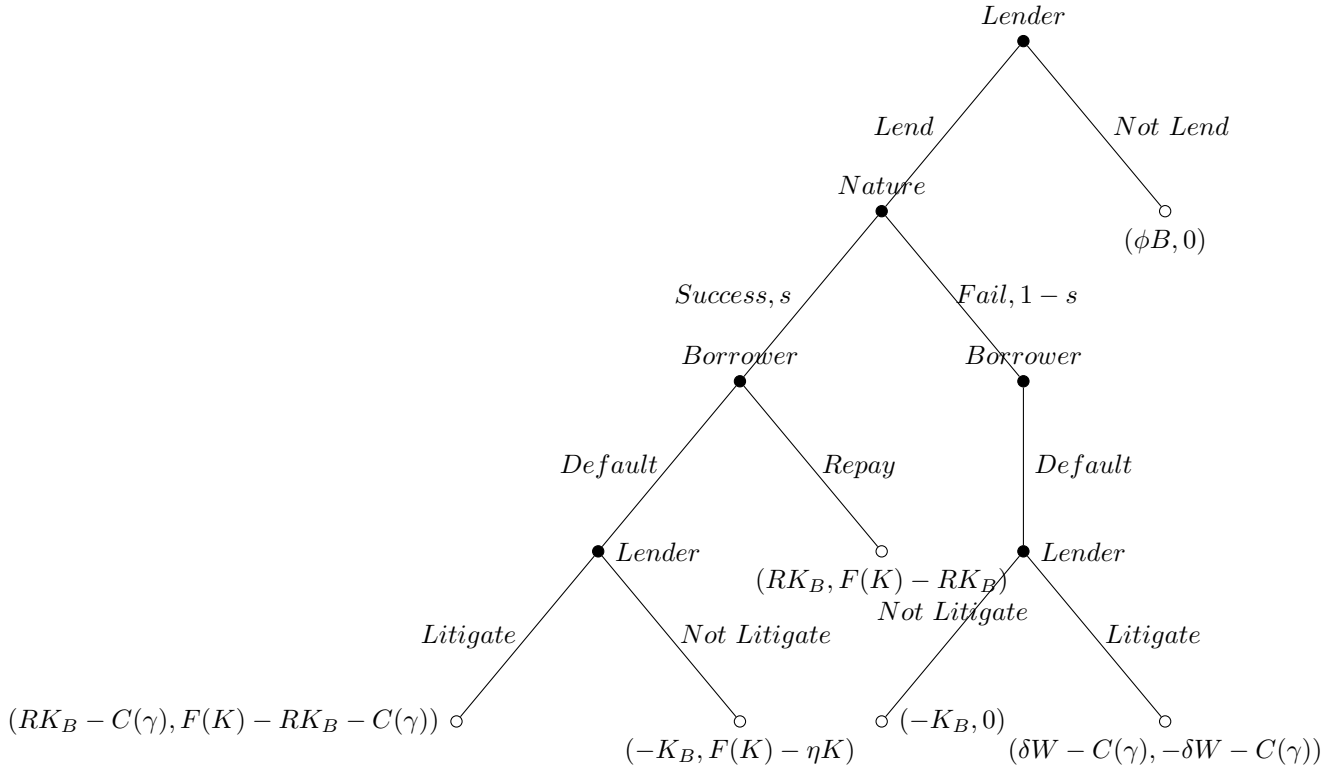 Lender
Lend
Not Lend
Nature
(ϕB, 0)
Success, s
Fail, 1 − s
Borrower
Borrower
Default
Repay
Default
Lender
(RK_B, F(K) − RK_B)
Lender
Litigate
Not Litigate
Not Litigate
Litigate
(RK_B − C(γ), F(K) − RK_B − C(γ))
(−K_B, F(K) − ηK)
(−K_B, 0)
(δW − C(γ), −δW − C(γ))